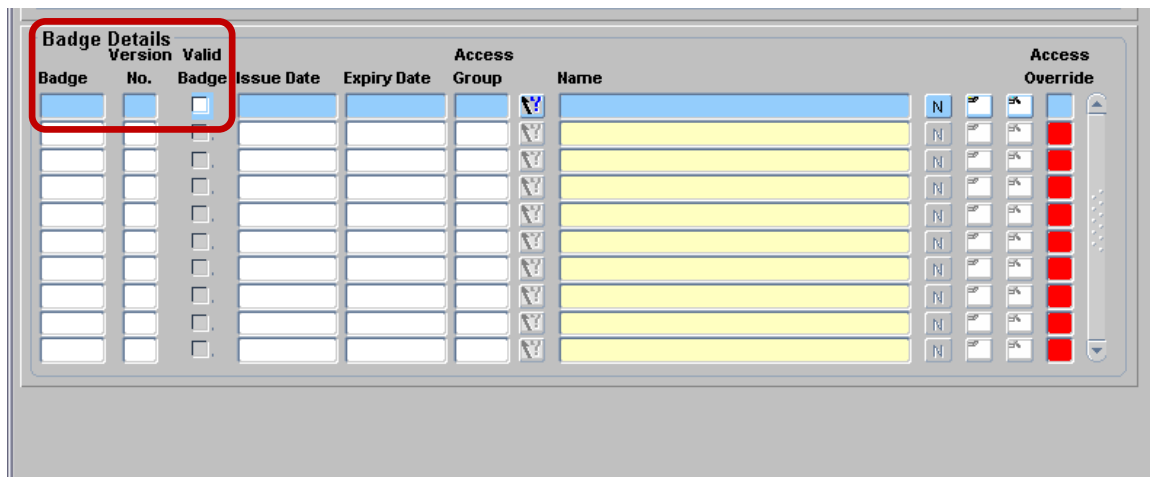 Badge Details
Version Valid Access Access
Badge No. Badge Issue Date Expiry Date Group Name Override
N
N
N
N
N
N
N
N
N
N